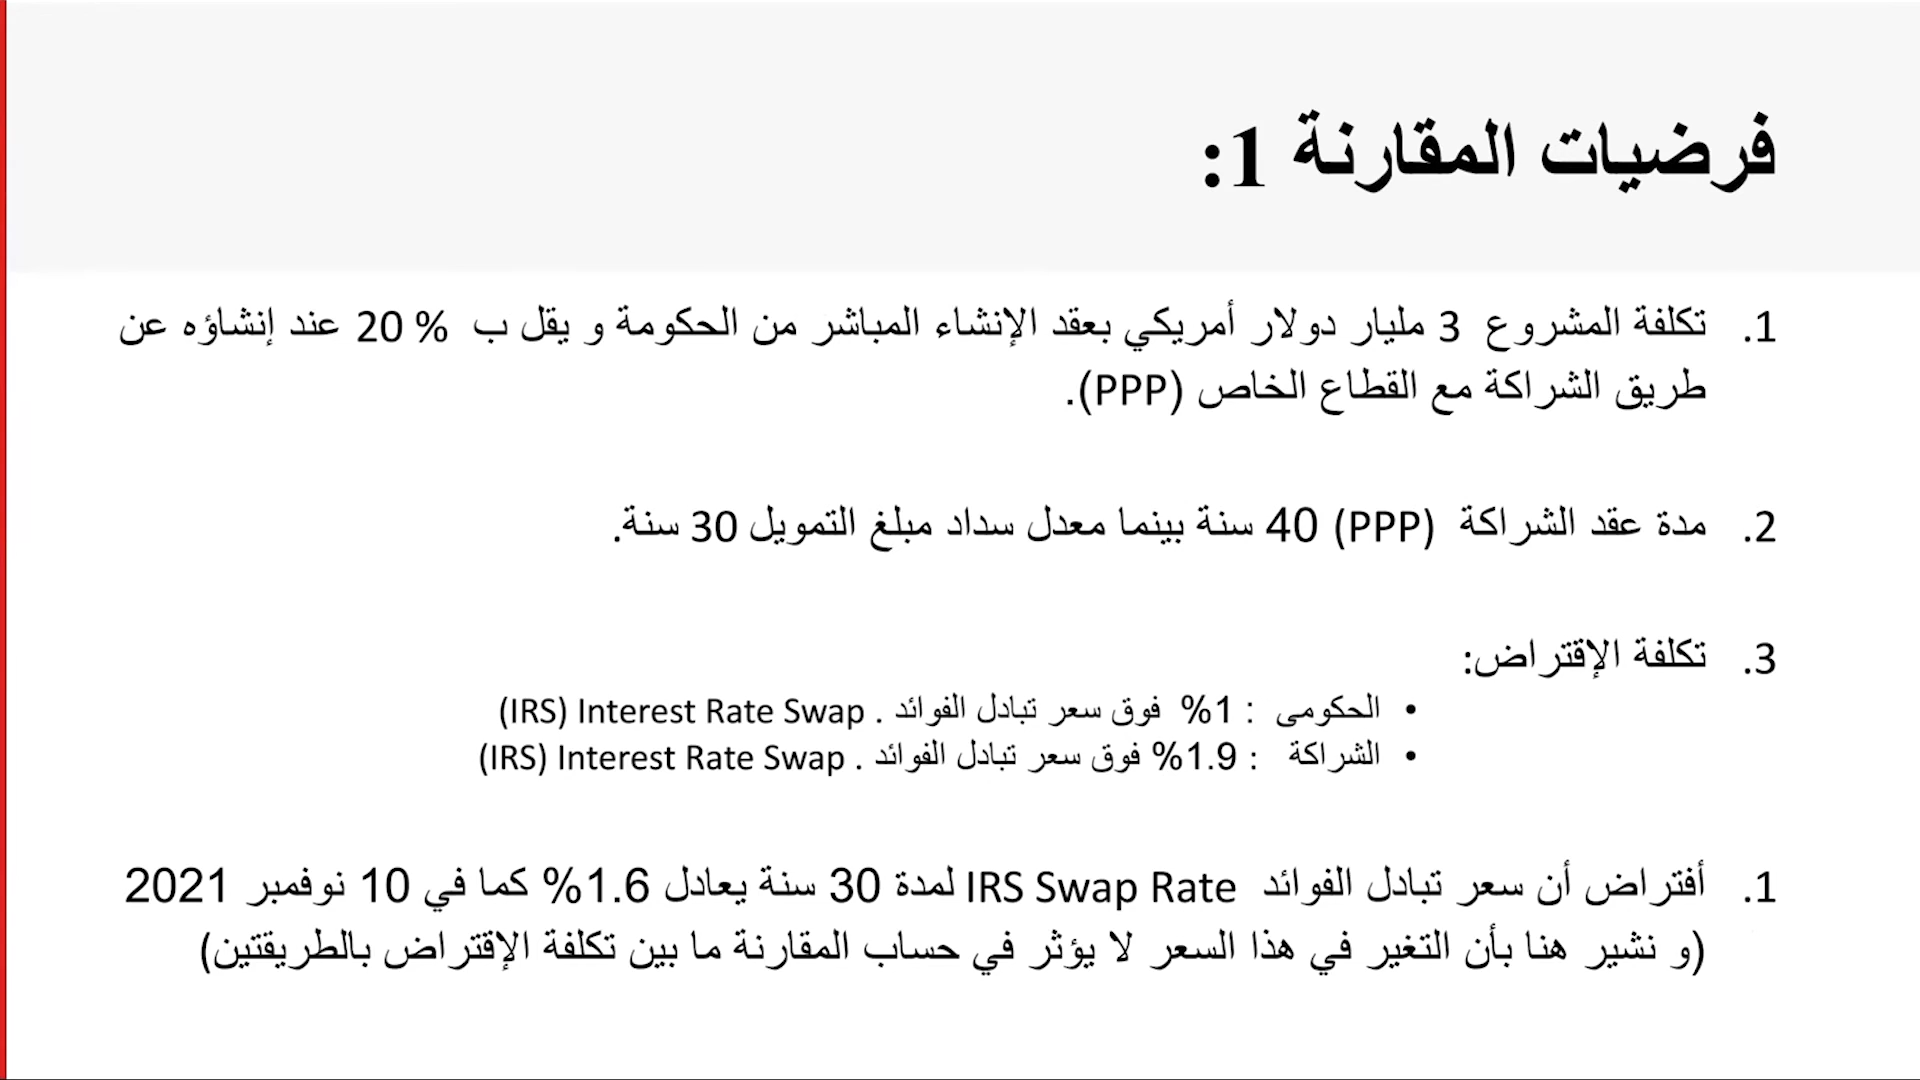 فرضيات المقارنة 1:
1. تكلفة المشروع 3 مليار دولار أمريكي بعقد الإنشاء المباشر من الحكومة و يقل ب % 20 عند إنشاؤه عن
طريق الشراكة مع القطاع الخاص (PPP).
2. مدة عقد الشراكة (PPP) 40 سنة بينما معدل سداد مبلغ التمويل 30 سنة.
3. تكلفة الإقتراض:
• الحكومى : 1% فوق سعر تبادل الفوائد . Interest Rate Swap (IRS)
• الشراكة : 1.9% فوق سعر تبادل الفوائد . Interest Rate Swap (IRS)
1. أفتراض أن سعر تبادل الفوائد IRS Swap Rate لمدة 30 سنة يعادل 1.6% كما في 10 نوفمبر 2021
(و نشير هنا بأن التغير في هذا السعر لا يؤثر في حساب المقارنة ما بين تكلفة الإقتراض بالطريقتين)